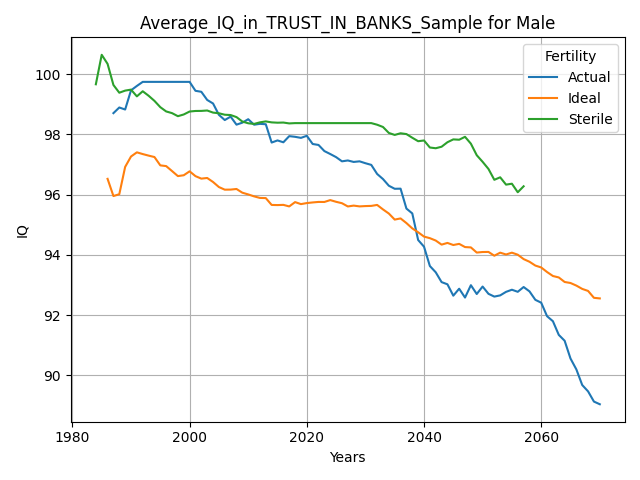 Average_IQ_in_TRUST_IN_BANKS_Sample for Male
Fertility
Actual
Ideal
Sterile
100
98
96
94
92
90
IQ
1980
2000
2020
2040
2060
Years